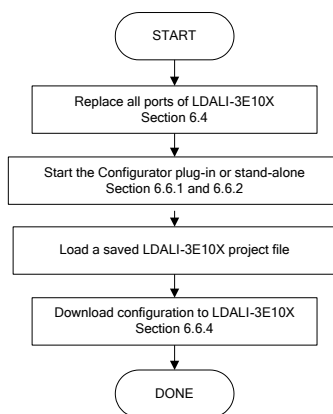 START
Replace all ports of LDALI-3E10X
Section 6.4
Start the Configurator plug-in or stand-alone
Section 6.6.1 and 6.6.2
Load a saved LDALI-3E10X project file
Download configuration to LDALI-3E10X
Section 6.6.4
DONE